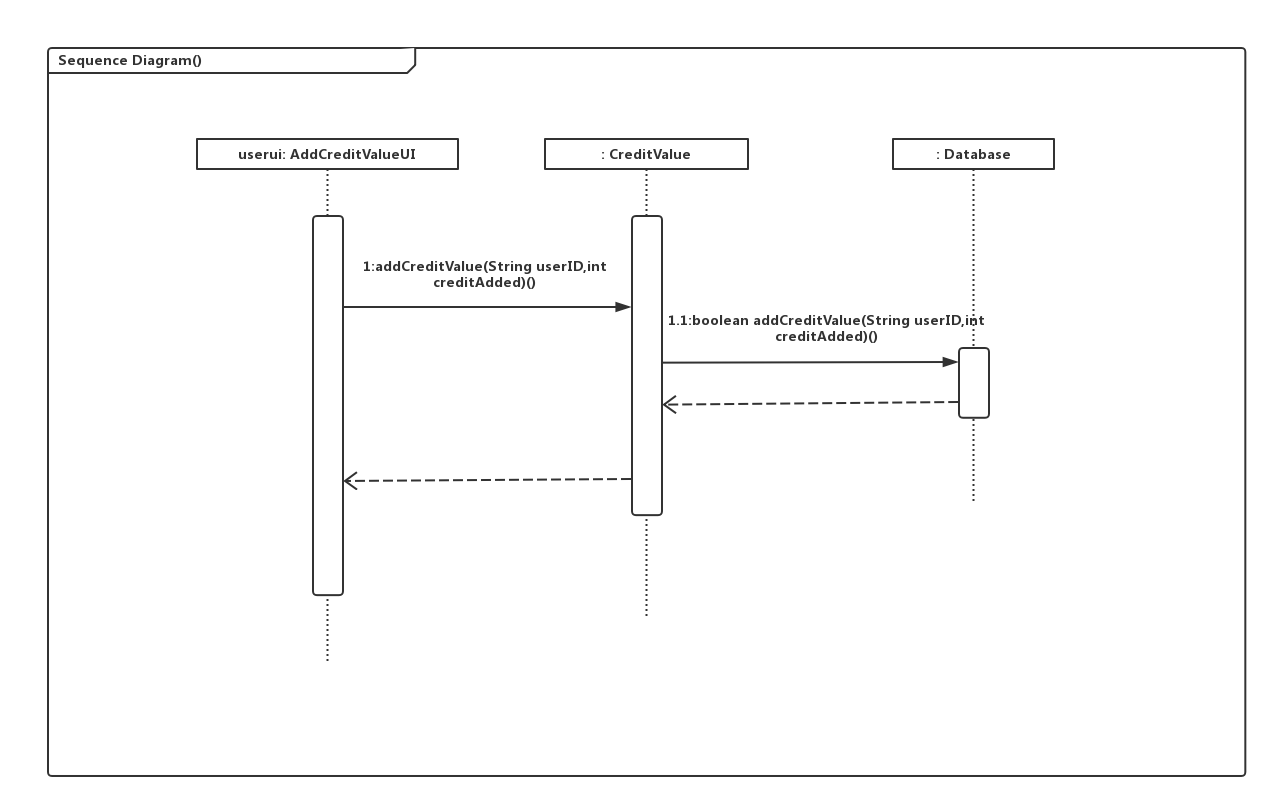 Sequence Diagram()
userui: AddCreditValueUI
: CreditValue
: Database
1:addCreditValue(String userID,int
creditAdded)()
1.1:boolean addCreditValue(String userID,int
creditAdded)()